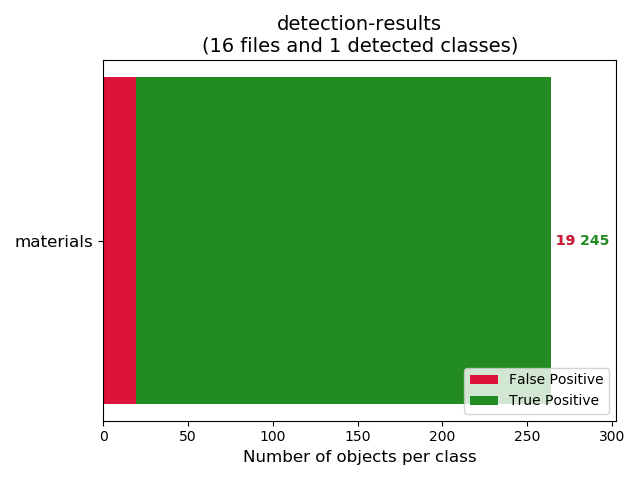 detection-results
(16 files and 1 detected classes)
materials
19 245
False Positive
True Positive
0 50 100 150 200 250 300
Number of objects per class